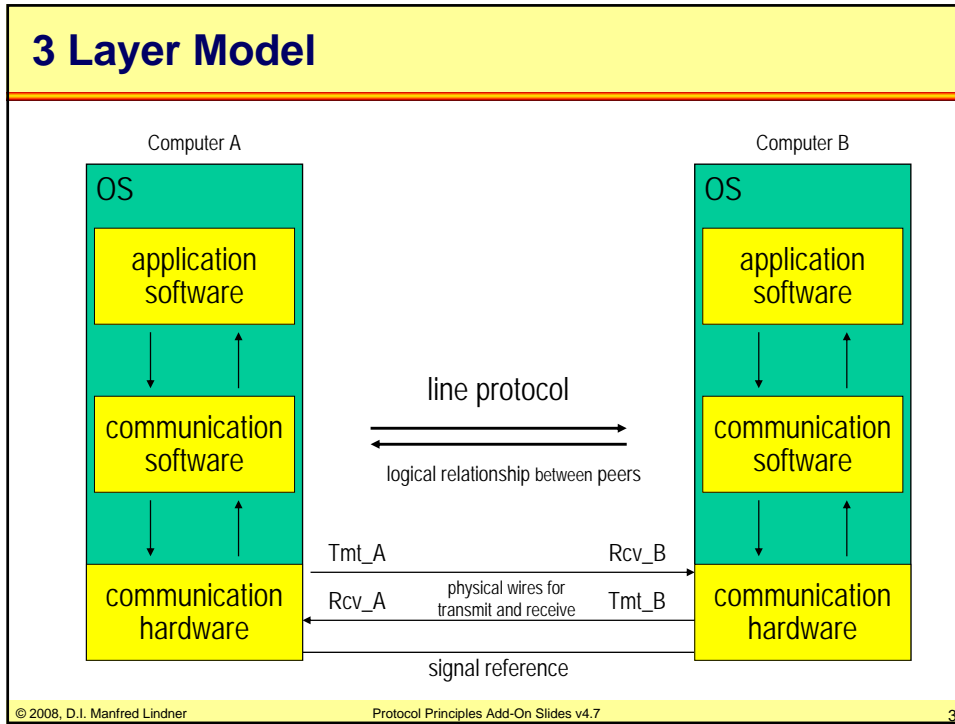 3 Layer Model
Computer A
Computer B
OS
OS
application
software
application
software
line protocol
communication
software
communication
software
logical relationship between peers
Tmt_A
Rcv_B
physical wires for
transmit and receive
Rcv_A
Tmt_B
communication
hardware
communication
hardware
signal reference
© 2008, D.I. Manfred Lindner
Protocol Principles Add-On Slides v4.7
3